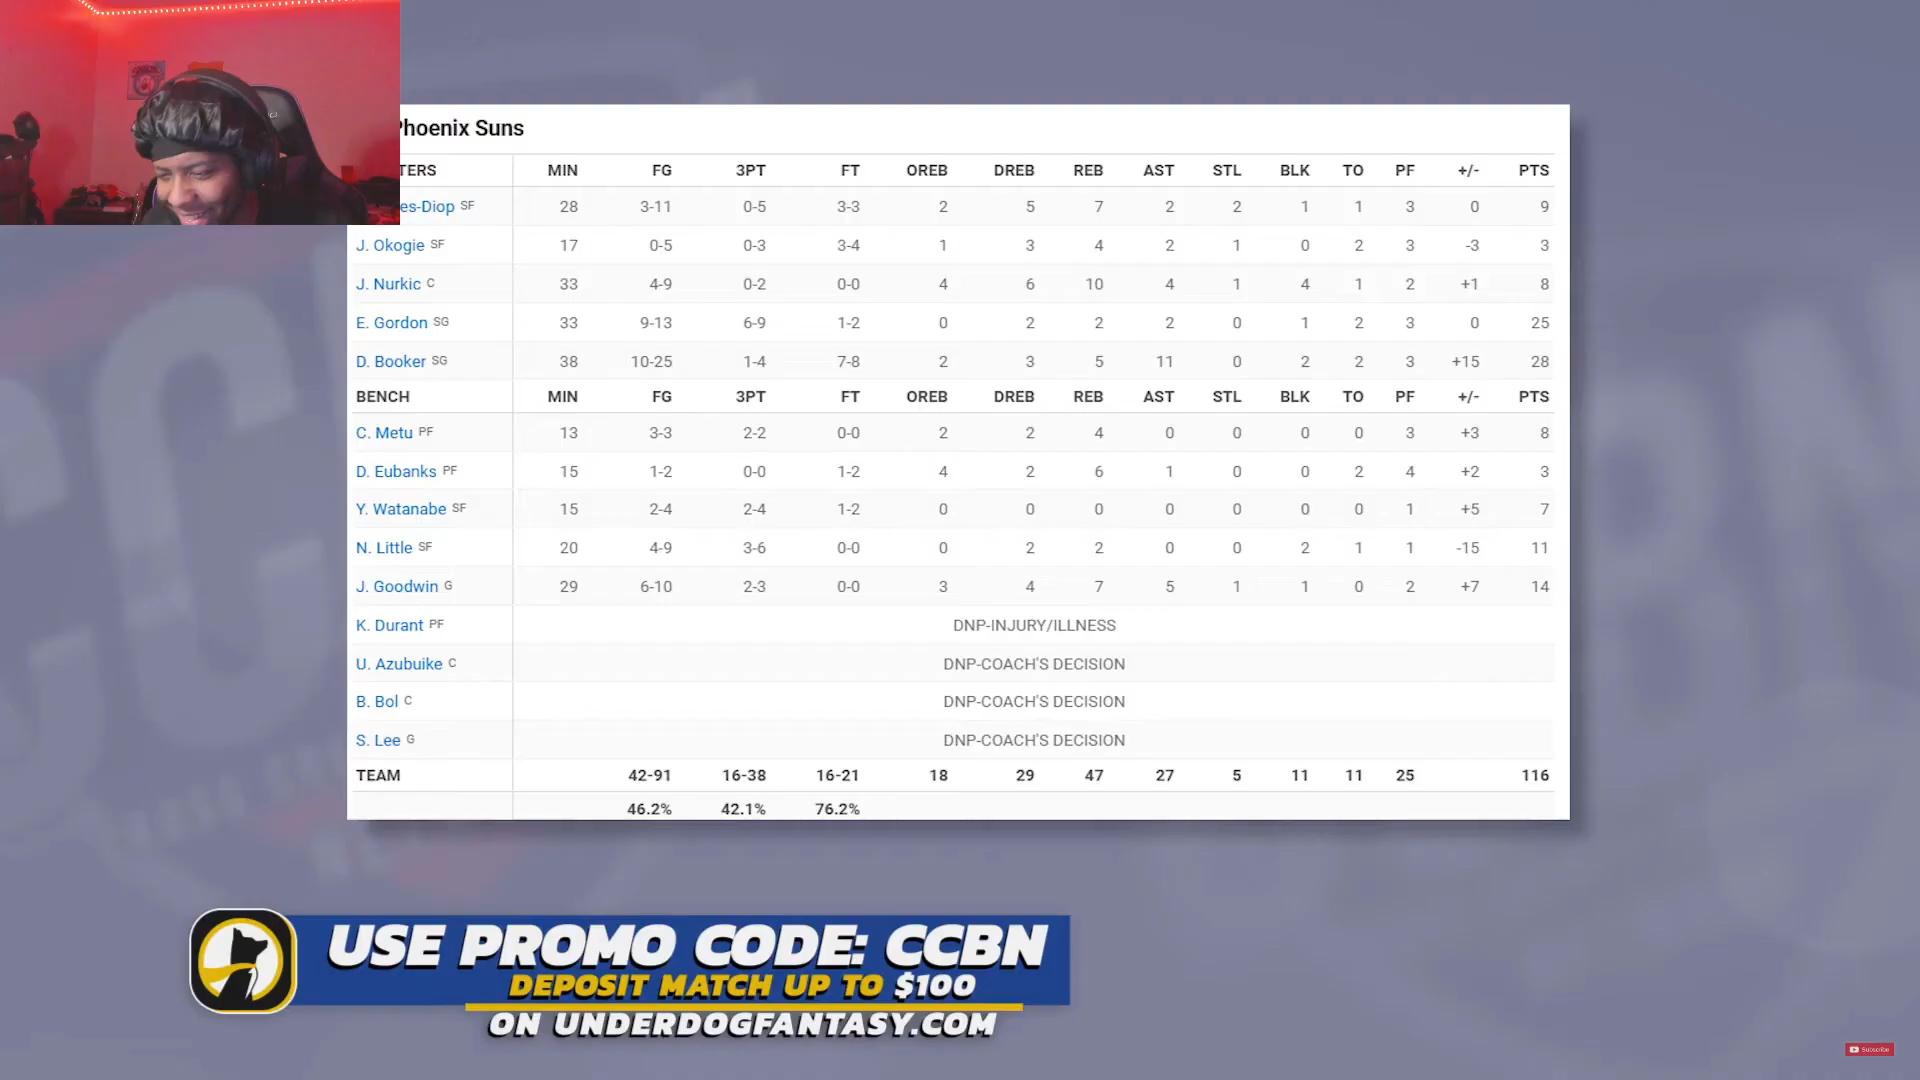 Phoenix Suns
TERS MIN FG 3PT FT OREB DREB REB AST STL BLK TO PF +/- PTS
es-Diop SF 28 3-11 0-5 3-3 2 5 7 2 2 1 1 3 0 9
J. Okogie SF 17 0-5 0-3 3-4 1 3 4 2 1 0 2 3 -3 3
J. Nurkic C 33 4-9 0-2 0-0 4 6 10 4 1 4 1 2 +1 8
E. Gordon SG 33 9-13 6-9 1-2 0 2 2 2 0 1 2 3 0 25
D. Booker SG 38 10-25 1-4 7-8 2 3 5 11 0 2 2 3 +15 28
BENCH MIN FG 3PT FT OREB DREB REB AST STL BLK TO PF +/- PTS
C. Metu PF 13 3-3 2-2 0-0 2 2 4 0 0 0 0 3 +3 8
D. Eubanks PF 15 1-2 0-0 1-2 4 2 6 1 0 0 2 4 +2 3
Y. Watanabe SF 15 2-4 2-4 1-2 0 0 0 0 0 0 0 1 +5 7
N. Little SF 20 4-9 3-6 0-0 0 2 2 0 0 2 1 1 -15 11
J. Goodwin G 29 6-10 2-3 0-0 3 4 7 5 1 1 0 2 +7 14
K. Durant PF DNP-INJURY/ILLNESS
U. Azubuike C DNP-COACH'S DECISION
B. Bol C DNP-COACH'S DECISION
S. Lee G DNP-COACH'S DECISION
TEAM 42-91 16-38 16-21 18 29 47 27 5 11 11 25 116
46.2% 42.1% 76.2%
USE PROMO CODE: CCBN
DEPOSIT MATCH UP TO $100
ON UNDERDOGFANTASY.COM
Subscribe